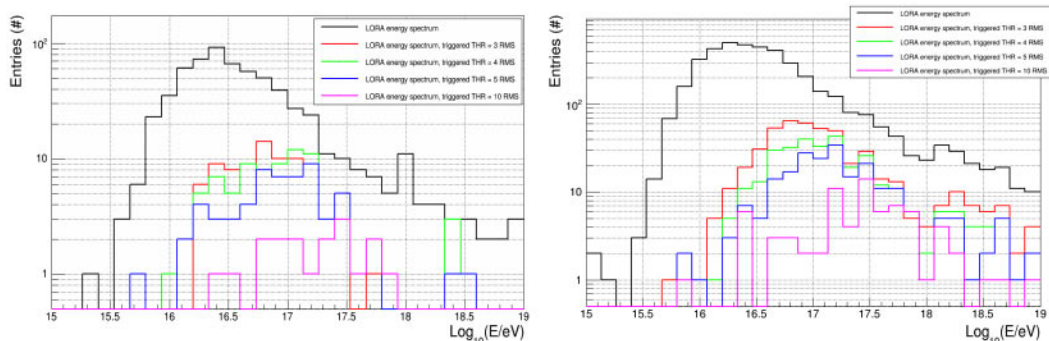 Entries (#)
10²
10
1
LORA energy spectrum
LORA energy spectrum, triggered THR = 3 RMS
LORA energy spectrum, triggered THR = 4 RMS
LORA energy spectrum, triggered THR = 5 RMS
LORA energy spectrum, triggered THR = 10 RMS
15 15.5 16 16.5 17 17.5 18 18.5 19
Log₁₀(E/eV)
Entries (#)
10²
10
1
LORA energy spectrum
LORA energy spectrum, triggered THR = 3 RMS
LORA energy spectrum, triggered THR = 4 RMS
LORA energy spectrum, triggered THR = 5 RMS
LORA energy spectrum, triggered THR = 10 RMS
15 15.5 16 16.5 17 17.5 18 18.5 19
Log₁₀(E/eV)